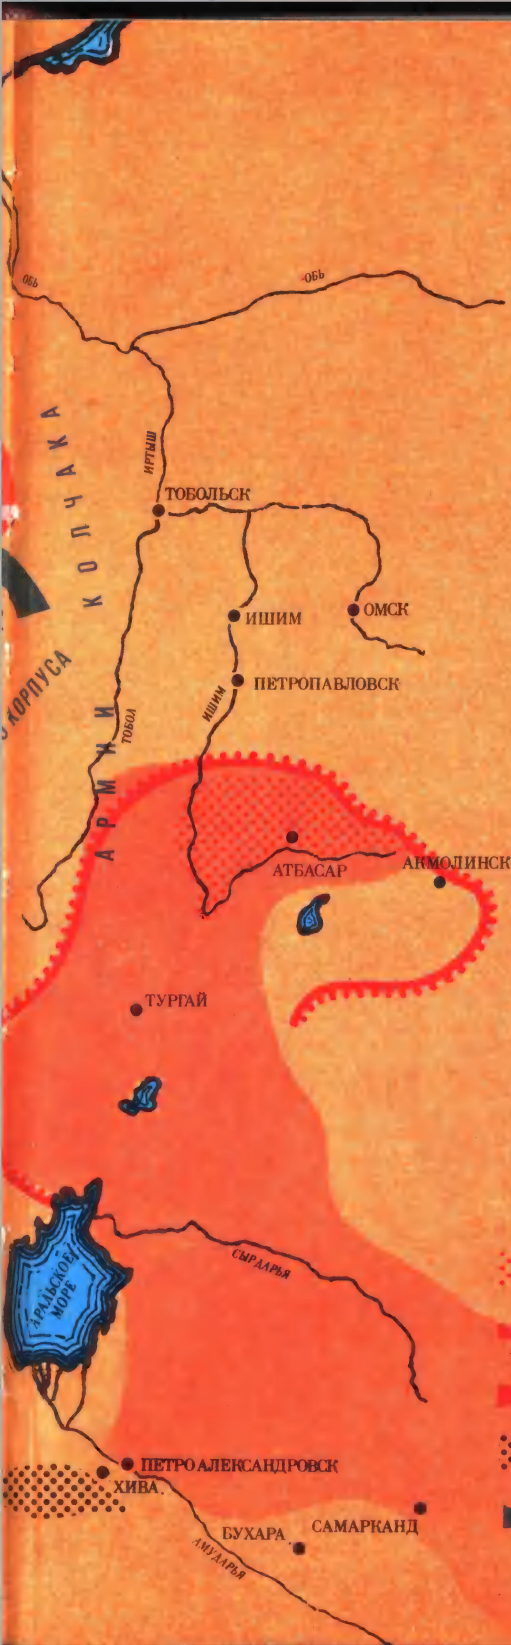 ОБЬ
ОБЬ
КОЛЧАКА
ИРТЫШ
ТОБОЛЬСК
ИШИМ
ОМСК
КОРПУСА
ПЕТРОПАВЛОВСК
ИШИМ
ТОБОЛ
АРМИИ
АТБАСАР
АКМОЛИНСК
ТУРГАЙ
СЫРДАРЬЯ
АРАЛЬСКОЕ
МОРЕ
ПЕТРОАЛЕКСАНДРОВСК
ХИВА
САМАРКАНД
БУХАРА
АМУДАРЬЯ